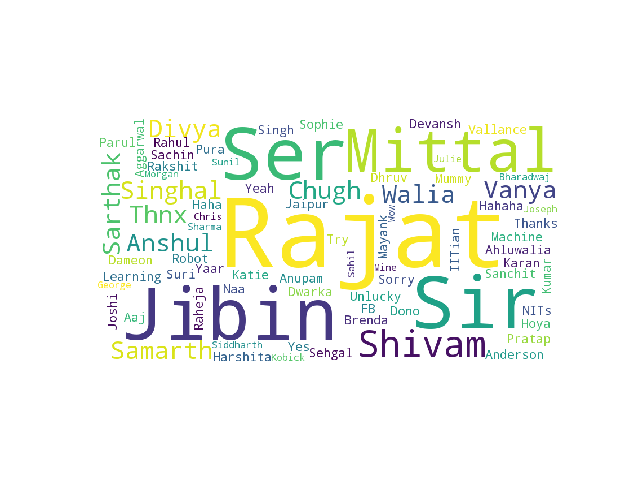 Sophie Devansh
Divya Singh Vallance
Parul Rahul Pura Ser Mittal
Aggarwal Sachin Sunil Julie
Sarthak Rakshit Dhruv Mummy Bharadwaj
CMorgan
Singhal Yeah Chugh Walia Vanya
Haha Jaipur Hahaha Joseph
Thnx Chris Rajat Now Thanks
Sharma Mayank Machine
Anshul Try IITian Ahluwalia
Dameon Robot Sahil Wine Karan
Learning Suri Yaar Katie Anupam Sorry Sanchit Kumar
George Naa Dwarka Unlucky
Joshi Aaj Jibin Raheja FB Dono Sir NITs
Brenda Hoya
Samarth Siddharth Yes Shivam Pratap
Harshita Kobick Sehgal Anderson